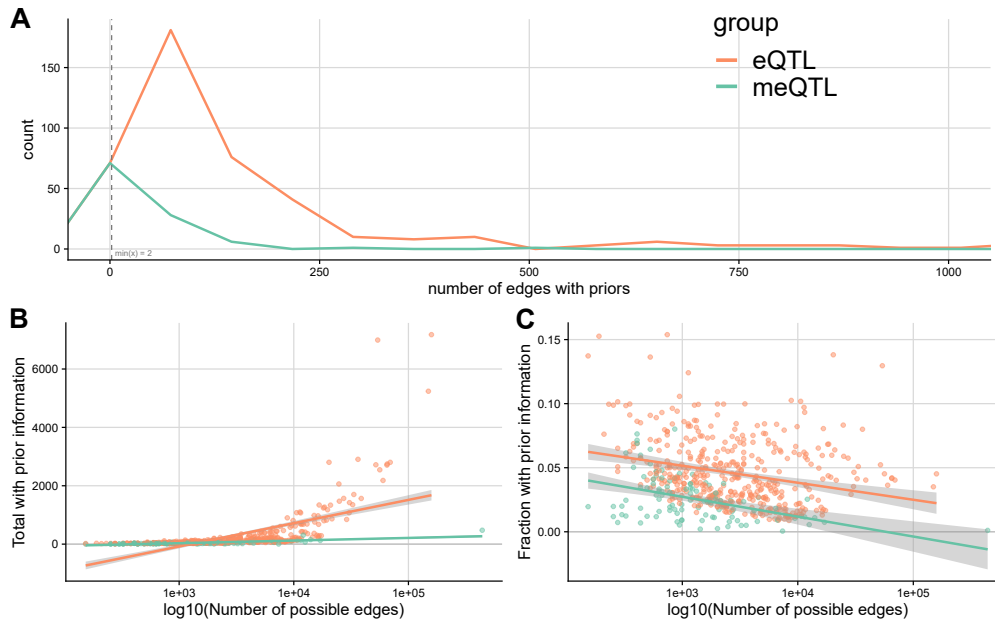 A
group
eQTL
meQTL
150
100
50
0
count
min(x) = 2
0
250
500
750
1000
number of edges with priors
B
6000
4000
2000
0
Total with prior information
1e+03
1e+04
1e+05
log10(Number of possible edges)
C
0.15
0.10
0.05
0.00
Fraction with prior information
1e+03
1e+04
1e+05
log10(Number of possible edges)